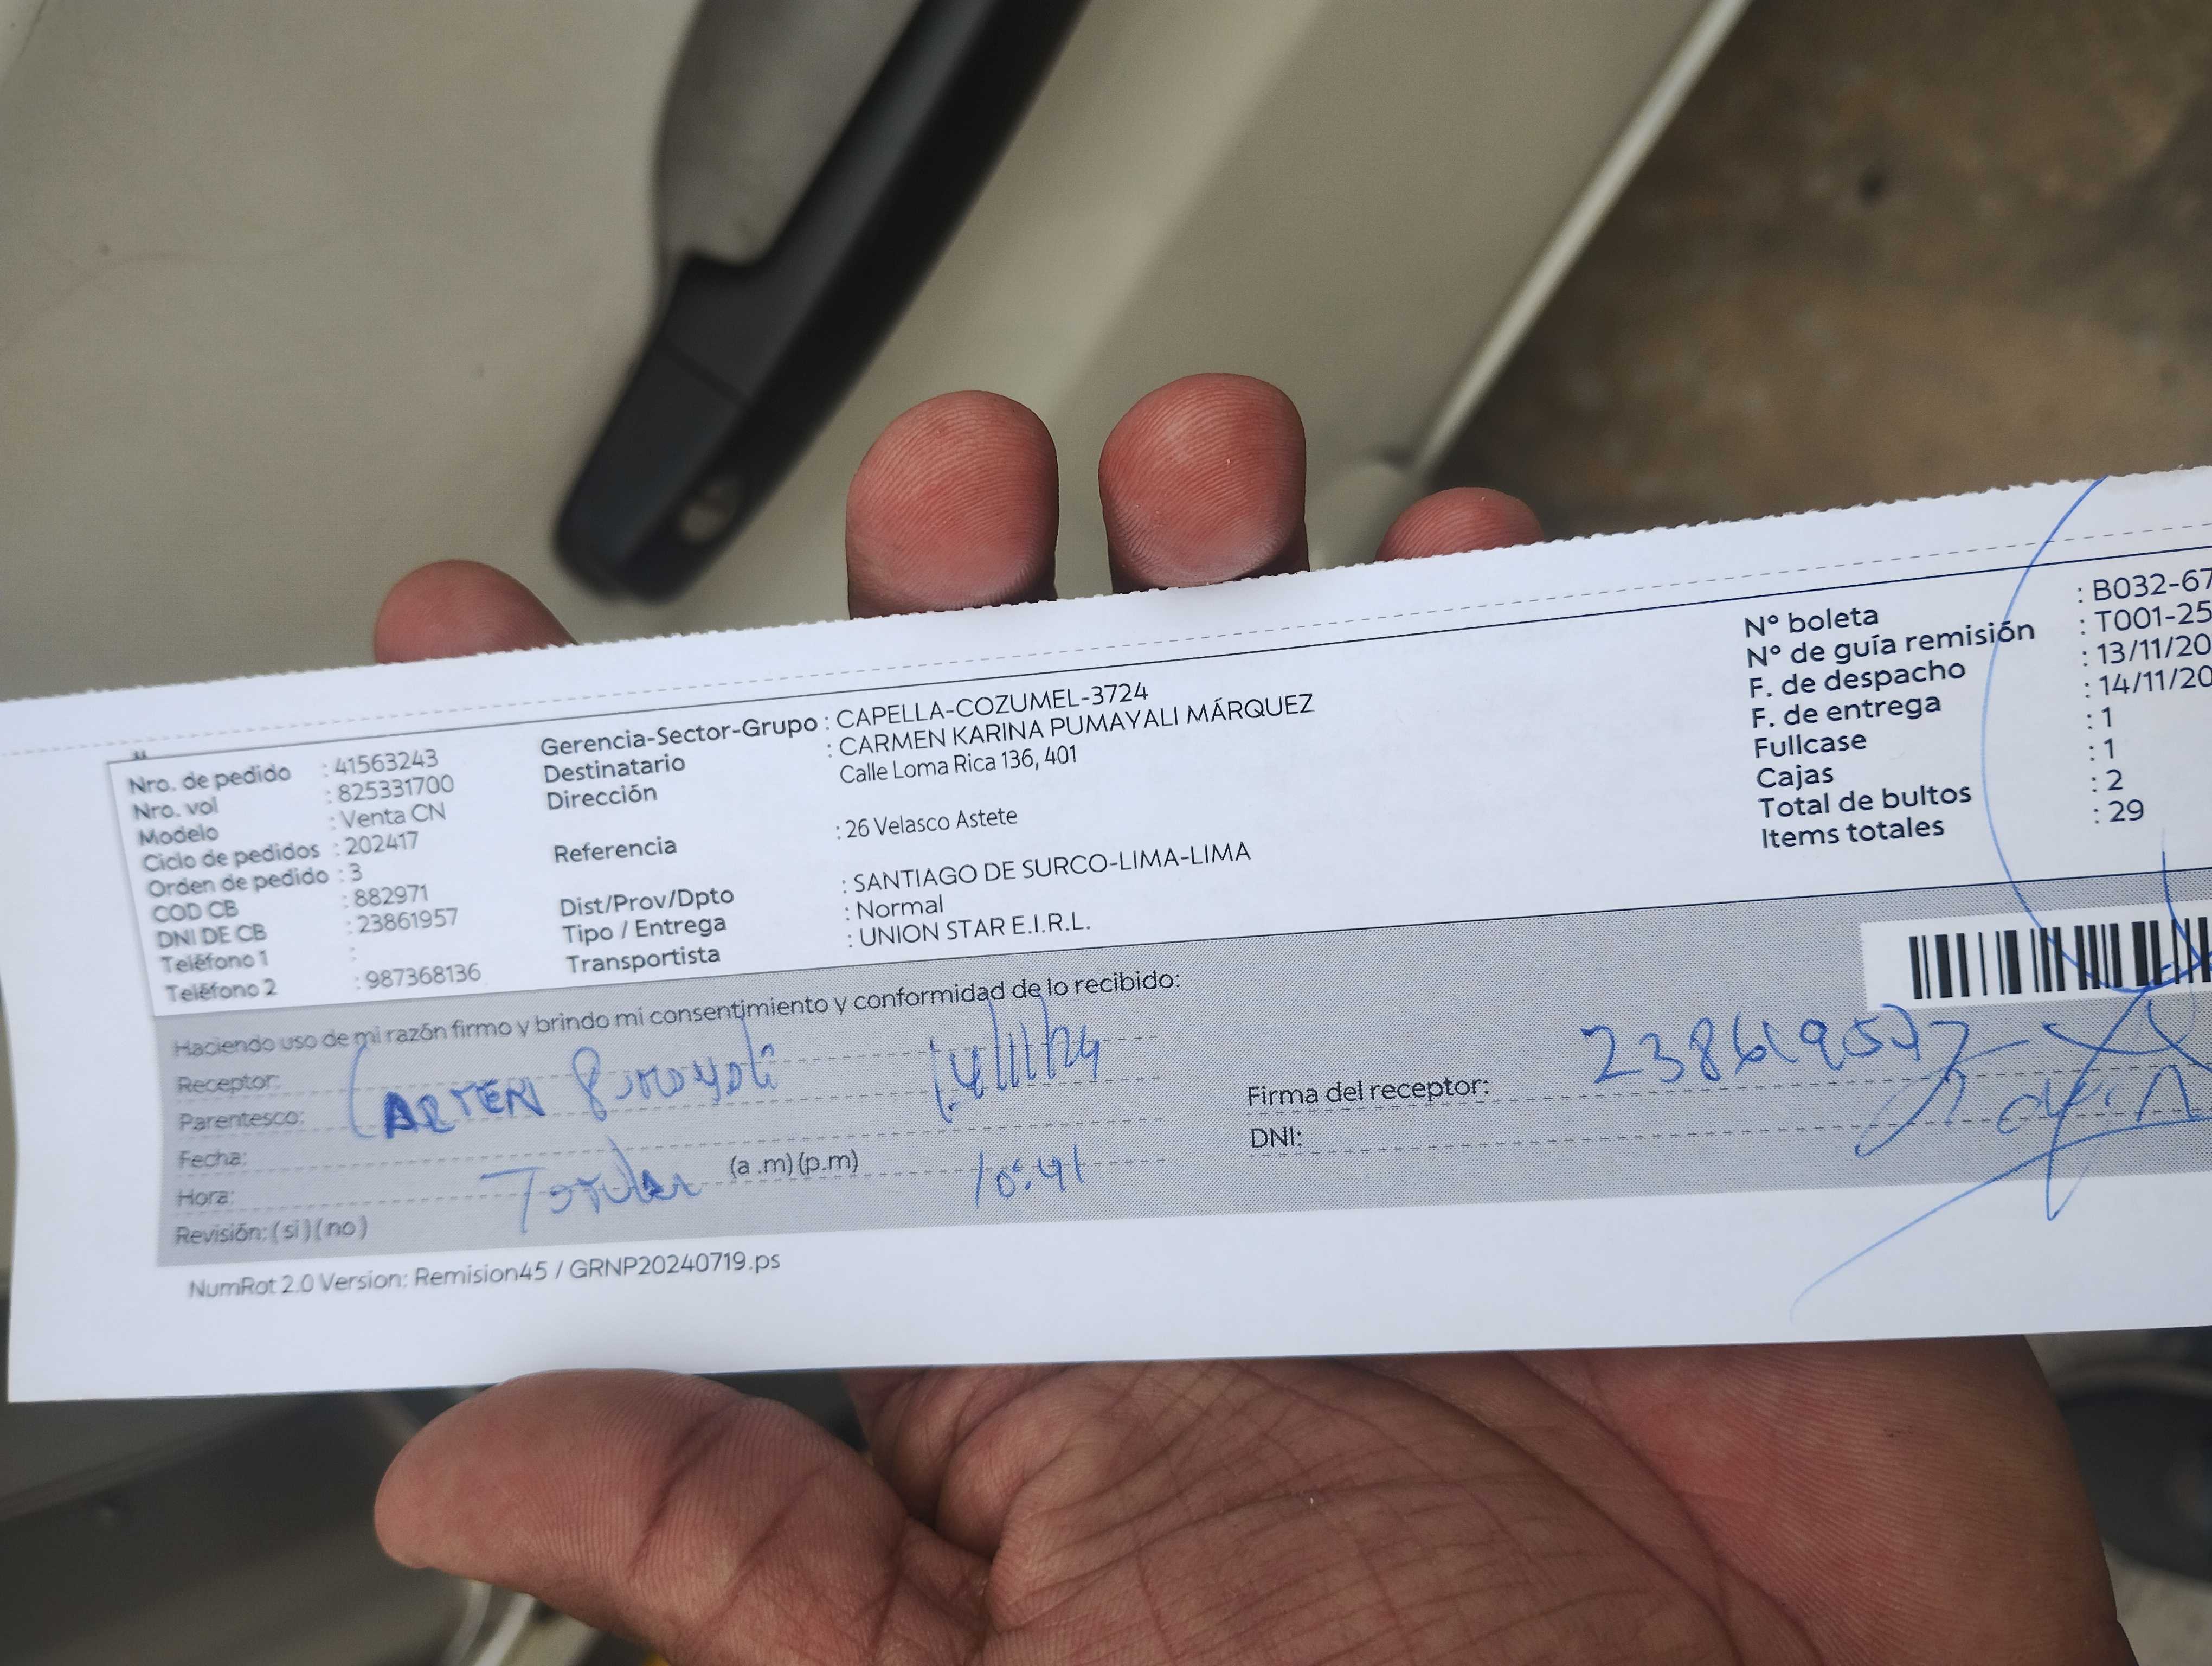 Nro. de pedido : 41563243
Nro. vol : 825331700
Modelo : Venta CN
Ciclo de pedidos : 202417
Orden de pedido : 3
COD CB : 882971
DNI DE CB : 23861957
Teléfono 1 :
Teléfono 2 : 987368136
Gerencia-Sector-Grupo : CAPELLA-COZUMEL-3724
Destinatario : CARMEN KARINA PUMAYALI MÁRQUEZ
Dirección Calle Loma Rica 136, 401
Referencia : 26 Velasco Astete
Dist/Prov/Dpto : SANTIAGO DE SURCO-LIMA-LIMA
Tipo / Entrega : Normal
Transportista : UNION STAR E.I.R.L.
N° boleta : B032-67
N° de guía remisión : T001-25
F. de despacho : 13/11/20
F. de entrega : 14/11/20
Fullcase : 1
Cajas : 1
Total de bultos : 2
Items totales : 29
Haciendo uso de mi razón firmo y brindo mi consentimiento y conformidad de lo recibido:
Receptor:
Parentesco: CARMEN 14/11/24
Fecha:
Hora: (a .m) (p.m) 10:41
Revisión: ( si ) ( no )
Firma del receptor: 23861957
DNI:
NumRot 2.0 Version: Remision45 / GRNP20240719.ps